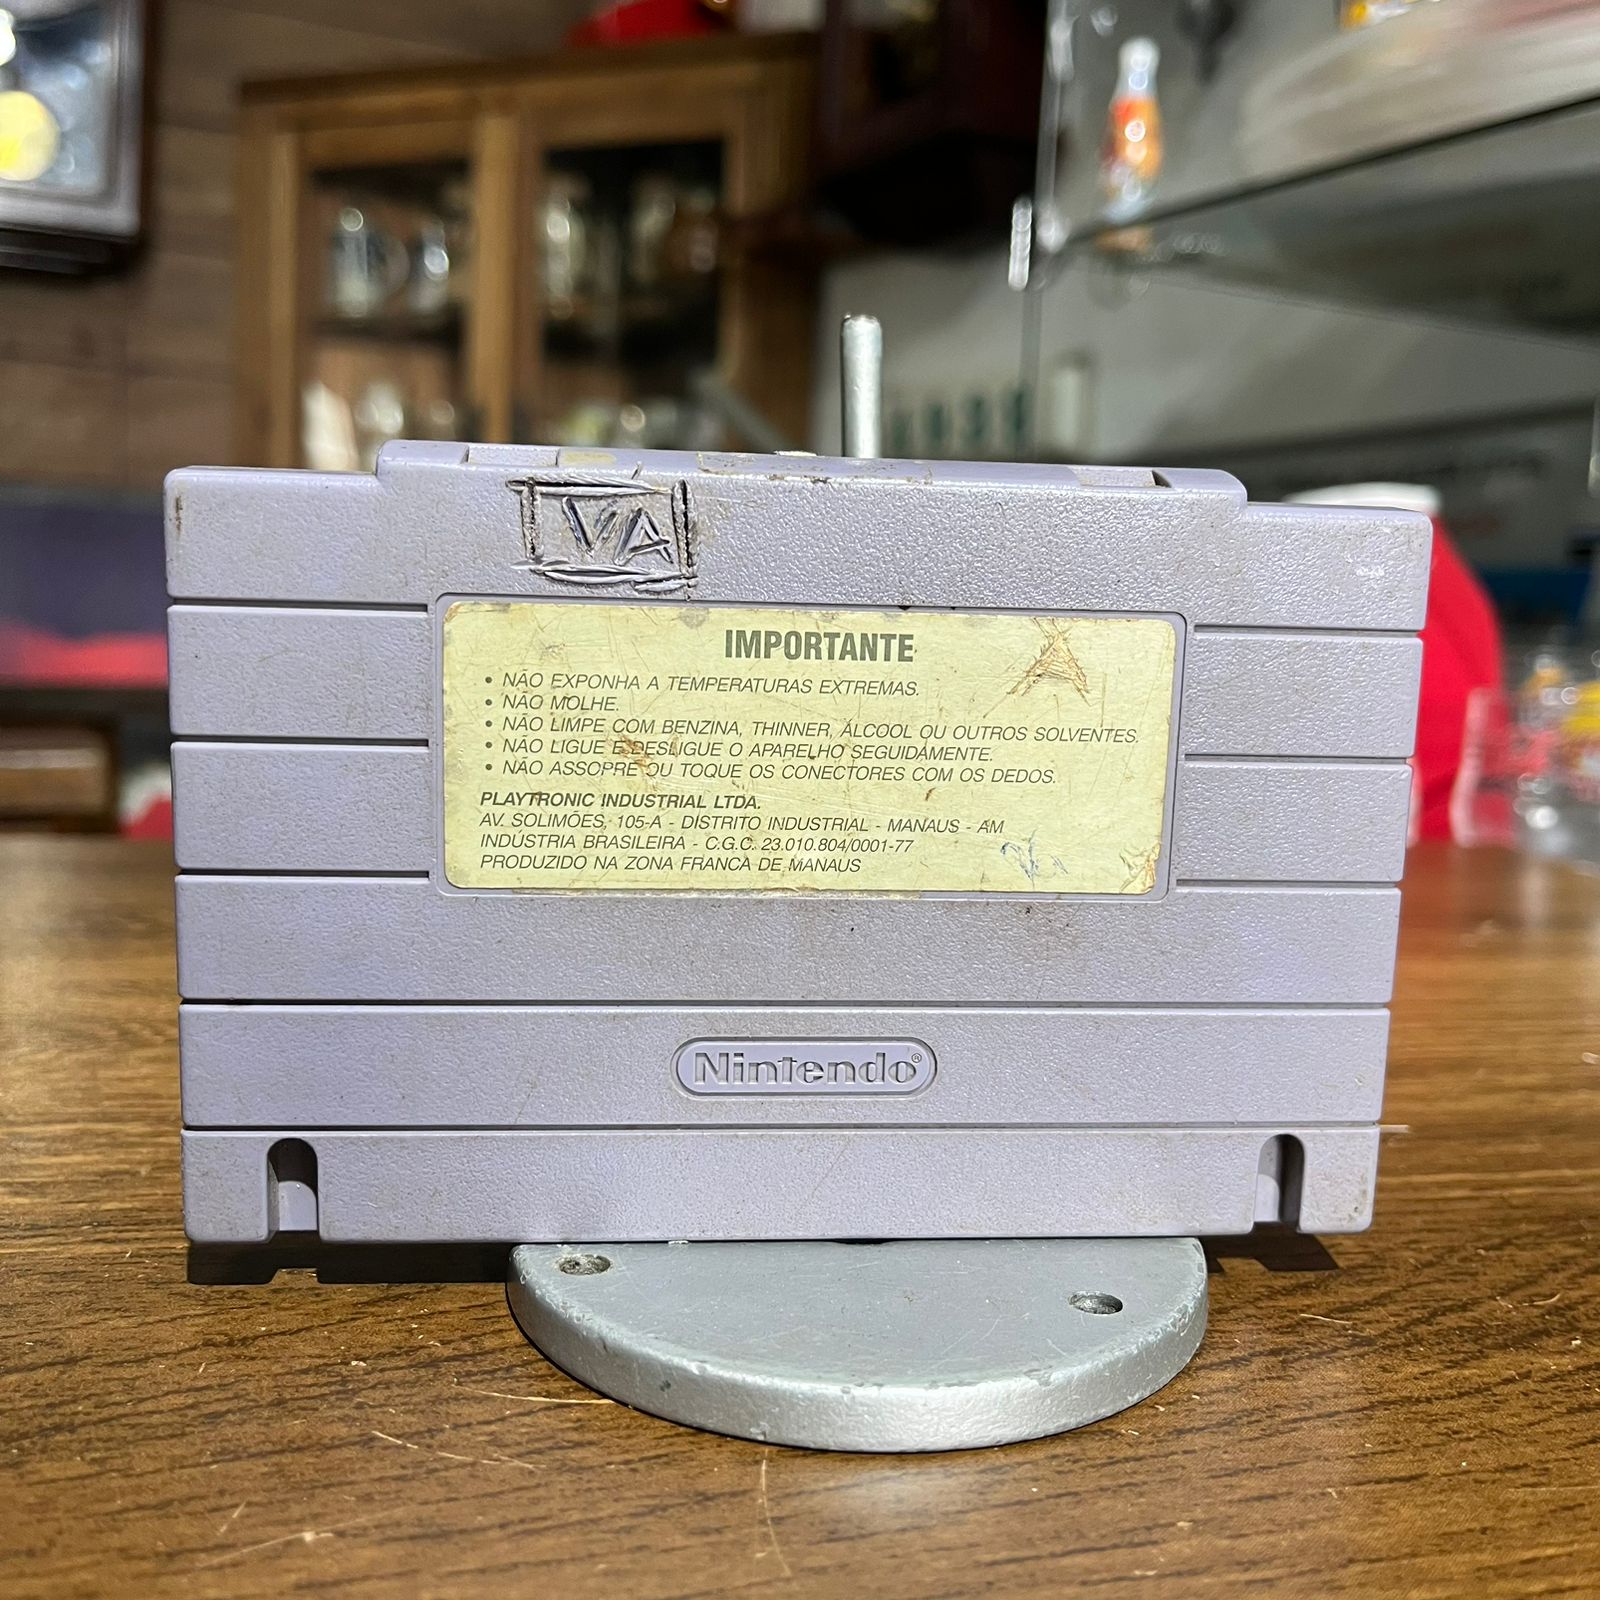 VA
IMPORTANTE
• NÃO EXPONHA A TEMPERATURAS EXTREMAS.
• NÃO MOLHE.
• NÃO LIMPE COM BENZINA, THINNER, ÁLCOOL OU OUTROS SOLVENTES.
• NÃO LIGUE E DESLIGUE O APARELHO SEGUIDAMENTE.
• NÃO ASSOPRE OU TOQUE OS CONECTORES COM OS DEDOS.
PLAYTRONIC INDUSTRIAL LTDA.
AV. SOLIMÕES, 105-A - DISTRITO INDUSTRIAL - MANAUS - AM
INDÚSTRIA BRASILEIRA - C.G.C. 23.010.804/0001-77
PRODUZIDO NA ZONA FRANCA DE MANAUS
Nintendo®